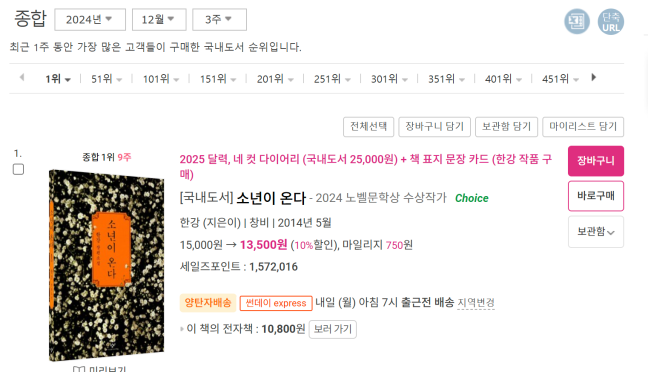 종합 2024년 12월 3주
단축
URL
최근 1주 동안 가장 많은 고객들이 구매한 국내도서 순위입니다.
1위 51위 101위 151위 201위 251위 301위 351위 401위 451위
전체선택 장바구니 담기 보관함 담기 마이리스트 담기
1.
종합 1위 9주
소년이 온다
미리보기
2025 달력, 네 컷 다이어리 (국내도서 25,000원) + 책 표지 문장 카드 (한강 작품 구
매)
[국내도서] 소년이 온다 - 2024 노벨문학상 수상작가 Choice
한강 (지은이) | 창비 | 2014년 5월
15,000원 → 13,500원 (10%할인), 마일리지 750원
세일즈포인트 : 1,572,016
양탄자배송 썬데이 express 내일 (월) 아침 7시 출근전 배송 지역변경
이 책의 전자책 : 10,800원 보러 가기
장바구니
바로구매
보관함